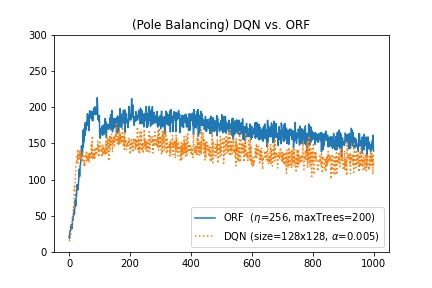 (Pole Balancing) DQN vs. ORF
300
250
200
150
100
50
0
0 200 400 600 800 1000
ORF (η=256, maxTrees=200)
DQN (size=128x128, α=0.005)